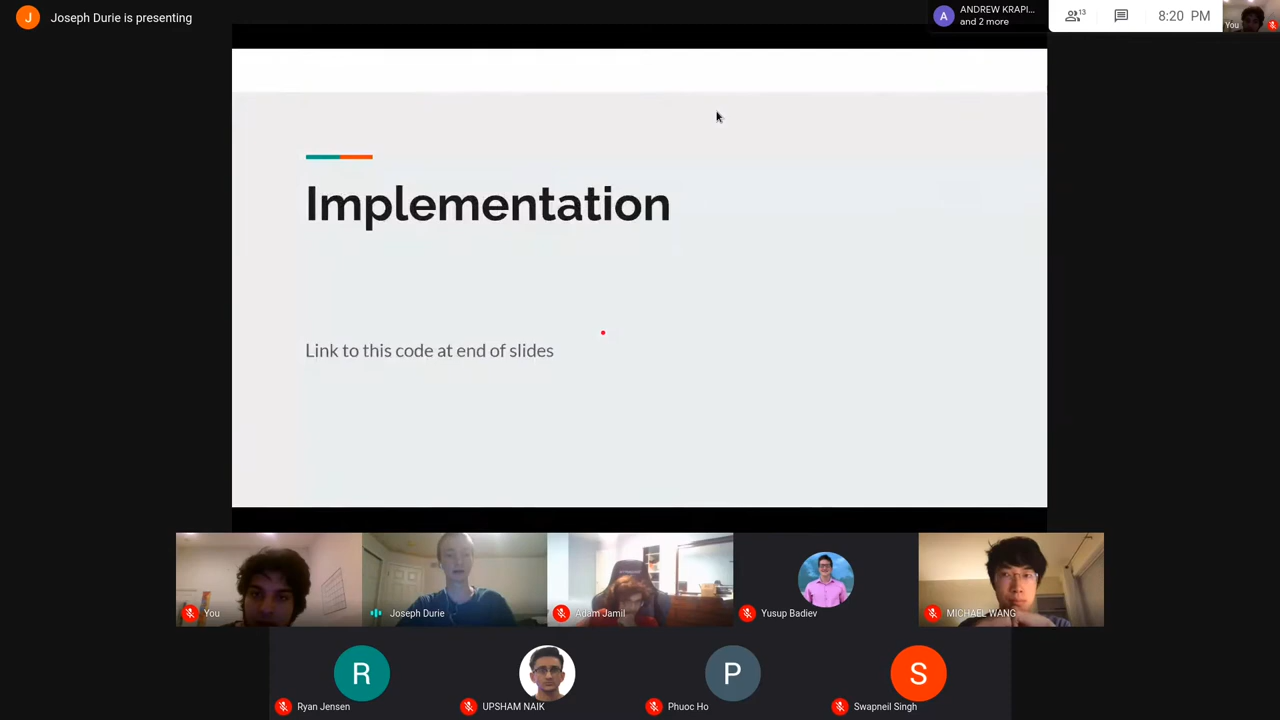 J
Joseph Durie is presenting
A
ANDREW KRAPI...
and 2 more
13
8:20 PM
You
Implementation
Link to this code at end of slides
You
Joseph Durie
Adam Jamil
Yusup Badiev
MICHAEL WANG
R
P
S
Ryan Jensen
UPSHAM NAIK
Phuoc Ho
Swapneil Singh